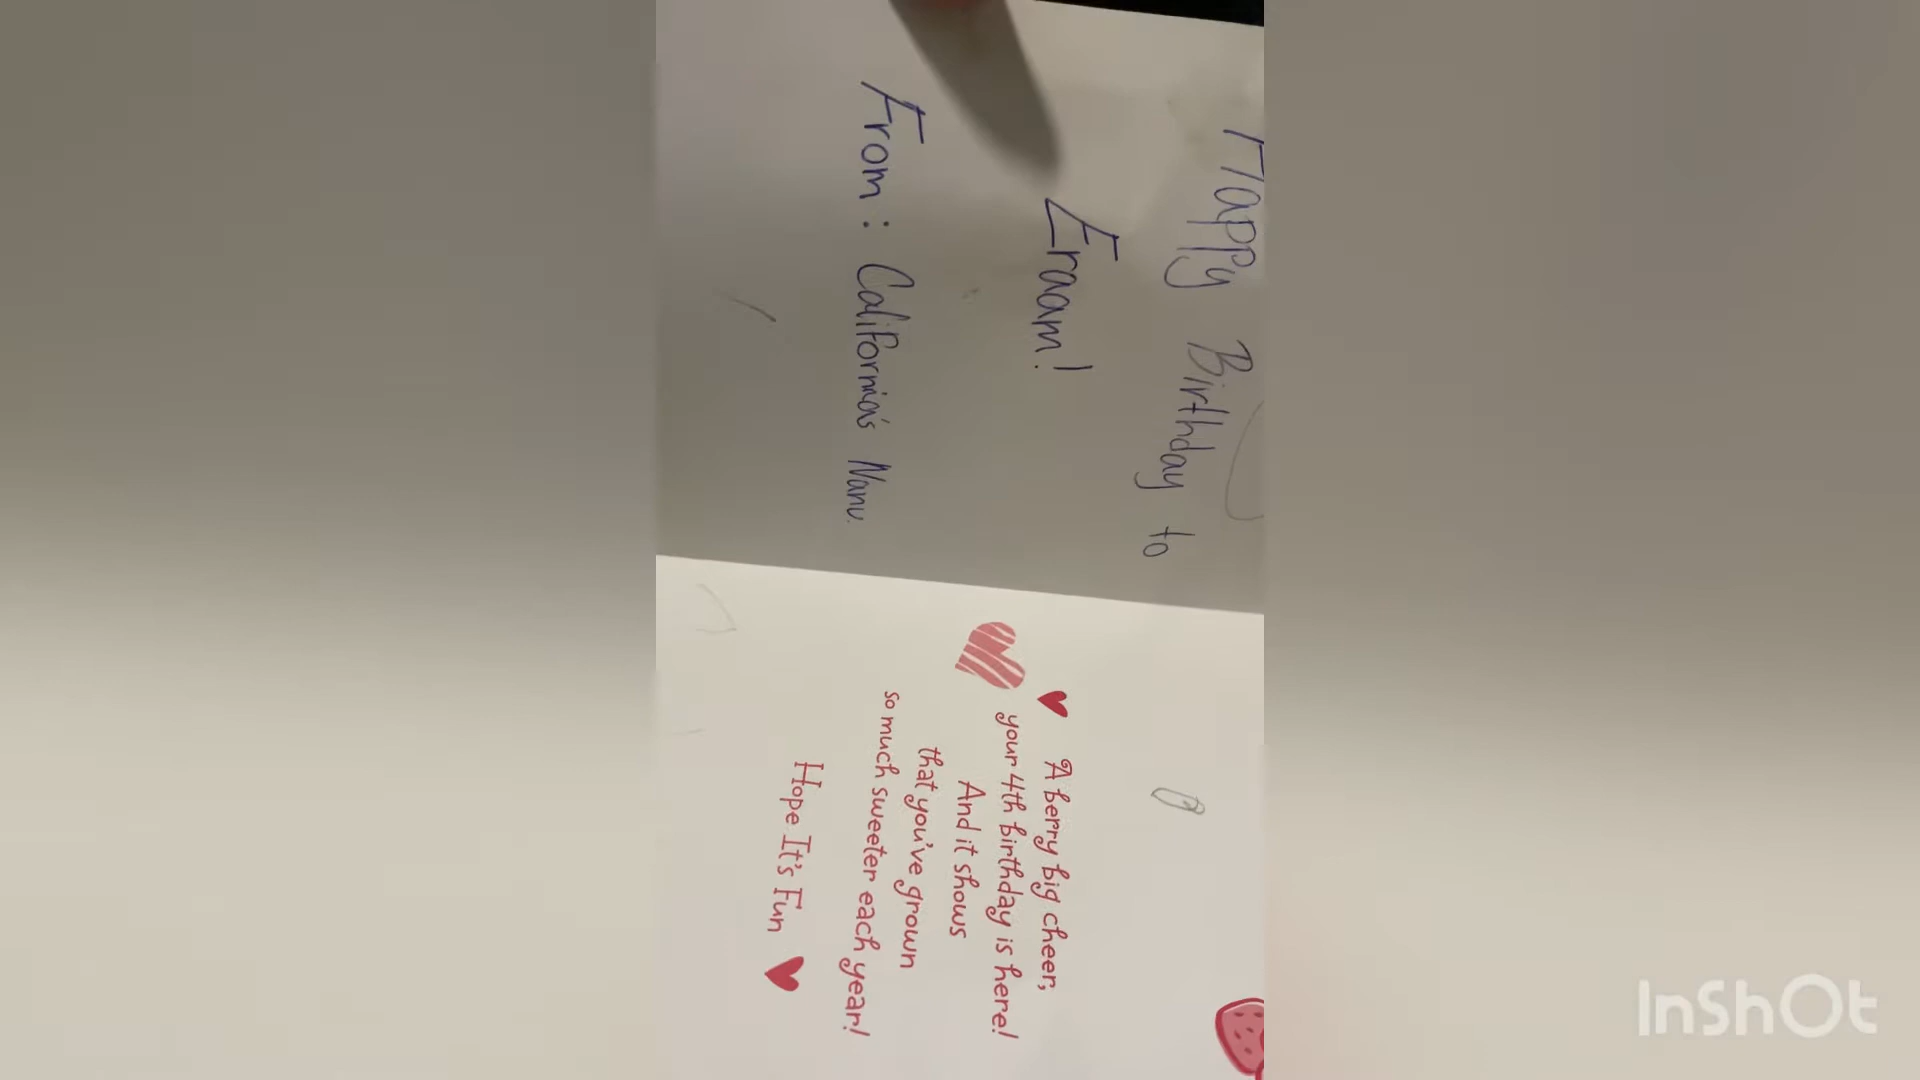 Happy Birthday to
Eraam!
From: California's Nanu
A berry big cheer,
your 4th birthday is here!
And it shows
that you've grown
so much sweeter each year!
Hope It's Fun
InShOt